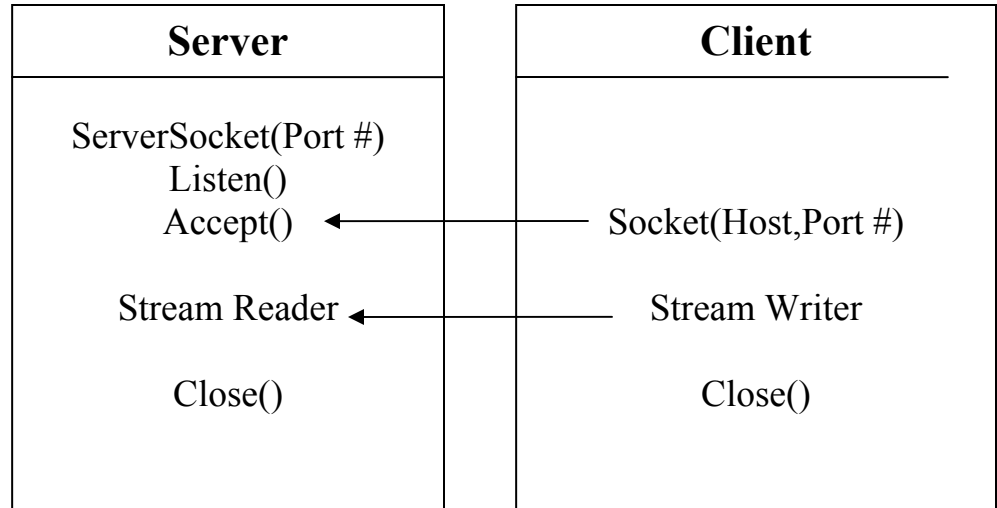 Server
ServerSocket(Port #)
Listen()
Accept()
Stream Reader
Close()
Client
Socket(Host,Port #)
Stream Writer
Close()